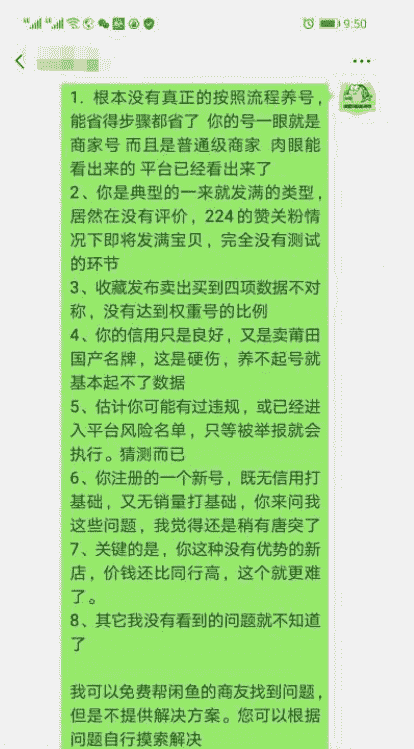 9:50
1. 根本没有真正的按照流程养号，
能省得步骤都省了 你的号一眼就是
商家号 而且是普通级商家 肉眼能
看出来的 平台已经看出来了
2、你是典型的一来就发满的类型，
居然在没有评价，224的赞关粉情
况下即将发满宝贝，完全没有测试
的环节
3、收藏发布卖出买到四项数据不对
称，没有达到权重号的比例
4、你的信用只是良好，又是卖莆田
国产名牌，这是硬伤，养不起号就
基本起不了数据
5、估计你可能有过违规，或已经进
入平台风险名单，只等被举报就会
执行。猜测而已
6、你注册的一个新号，既无信用打
基础，又无销量打基础，你来问我
这些问题，我觉得还是稍有唐突了
7、关键的是，你这种没有优势的新
店，价钱还比同行高，这个就更难
了。
8、其它我没有看到的问题就不知道
了
我可以免费帮闲鱼的商友找到问题，
但是不提供解决方案。您可以根据
问题自行摸索解决